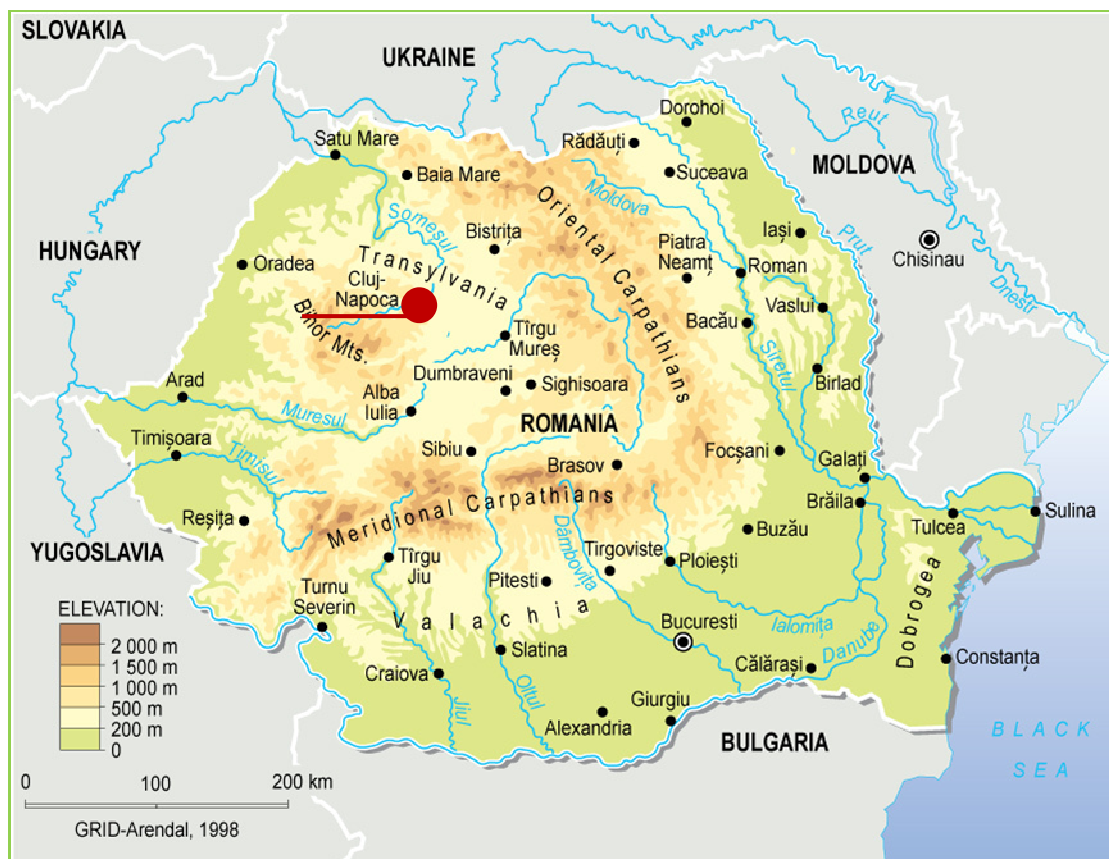 SLOVAKIA
UKRAINE
Dorohoi
Reut
Satu Mare
Rădăuți
MOLDOVA
Baia Mare
Suceava
Dnestr
Moldova
Somesul
Oriental Carpathians
Iași
Prut
HUNGARY
Bistrița
Piatra
Neamț
Chisinau
Oradea
Transylvania
Roman
Cluj-
Napoca
Vaslui
Bihor Mts.
Bacău
Tîrgu
Mureș
Siretul
Arad
Dumbraveni
Sighisoara
Birlad
Alba
Iulia
Muresul
ROMANIA
Timișoara
Timisul
Sibiu
Brasov
Focșani
Galați
Meridional Carpathians
Brăila
Sulina
Reșița
Tulcea
Buzău
YUGOSLAVIA
Dâmbovița
Tîrgu
Jiu
Tirgoviste
Ploiești
Turnu
Severin
Pitesti
Dobrogea
Valachia
Ialomița
Bucuresti
Danube
Slatina
Constanța
Craiova
Călărași
Jiul
Oltul
Giurgiu
Alexandria
BULGARIA
BLACK
SEA
ELEVATION:
2 000 m
1 500 m
1 000 m
500 m
200 m
0
0 100 200 km
GRID-Arendal, 1998